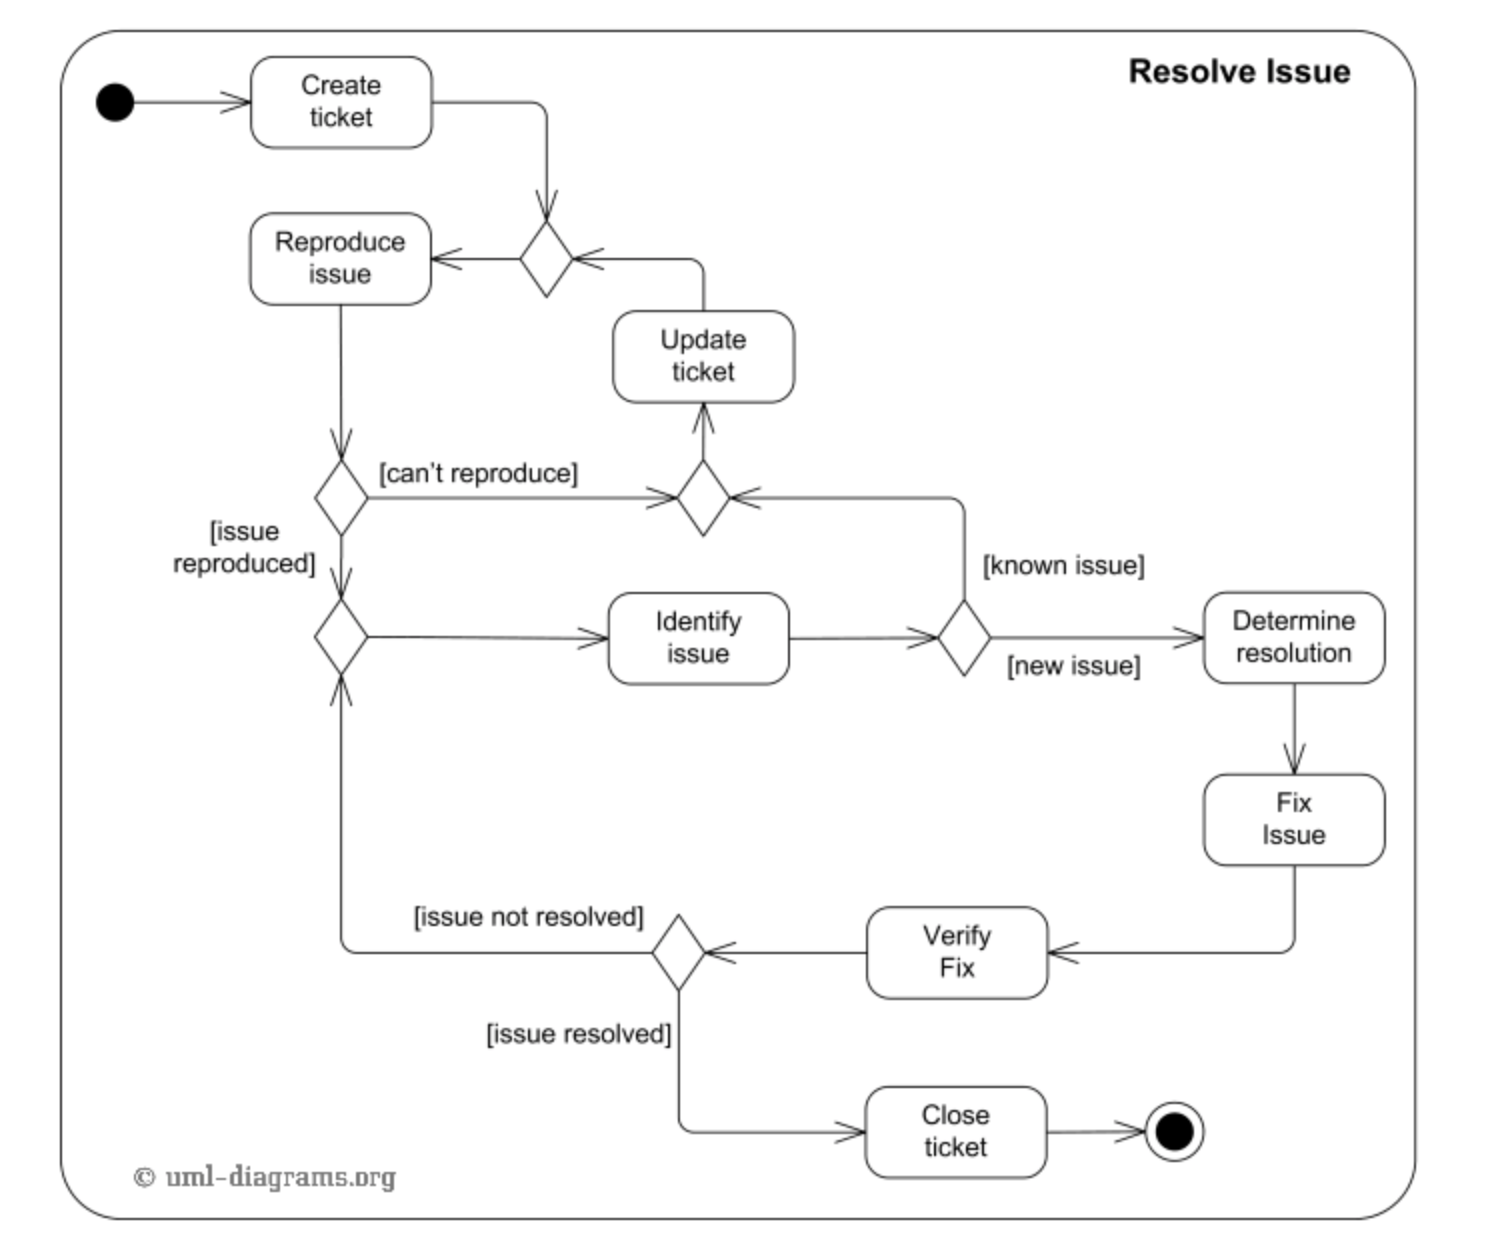 Resolve Issue
Create
ticket
Reproduce
issue
Update
ticket
[can't reproduce]
[issue
reproduced]
[known issue]
Identify
issue
[new issue]
Determine
resolution
Fix
Issue
[issue not resolved]
Verify
Fix
[issue resolved]
Close
ticket
© uml-diagrams.org